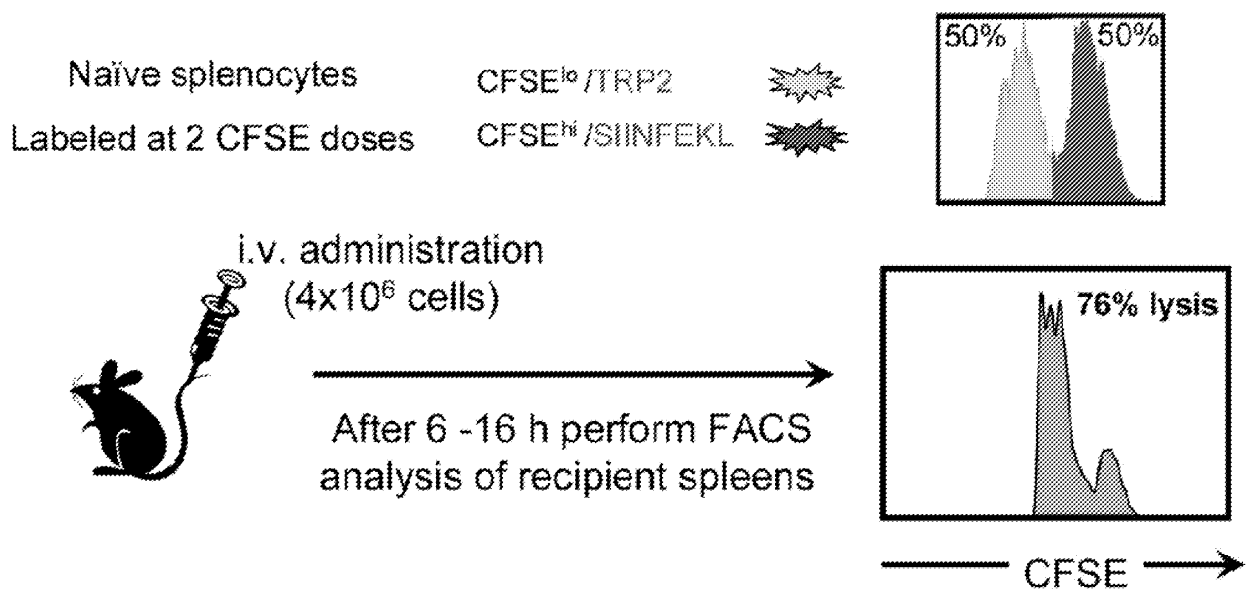 Naïve splenocytes
Labeled at 2 CFSE doses
CFSEˡᵒ/TRP2
CFSEʰⁱ/SIINFEKL
50% 50%
i.v. administration
(4x10⁶ cells)
After 6 -16 h perform FACS
analysis of recipient spleens
76% lysis
CFSE